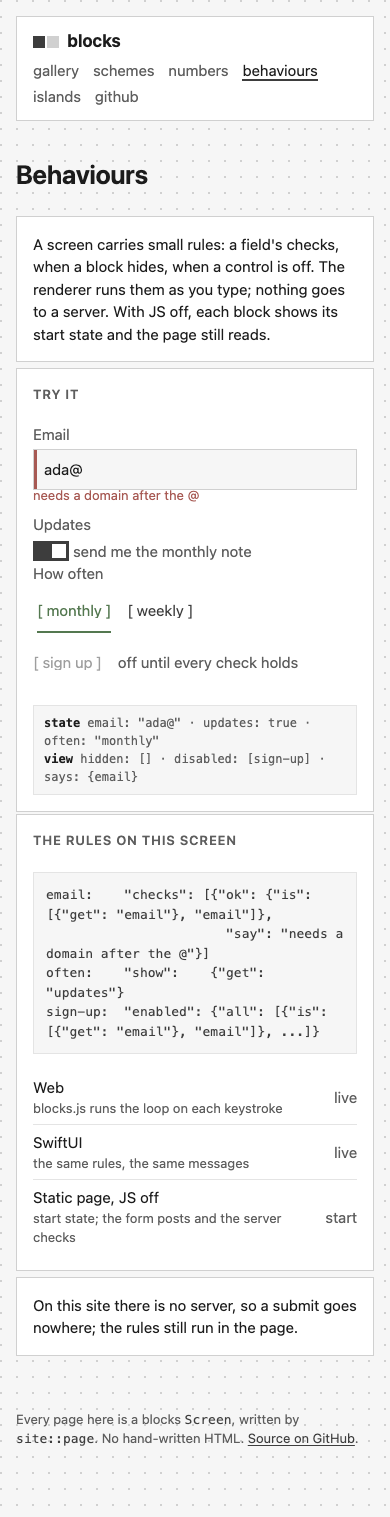 blocks
gallery schemes numbers behaviours
islands github
Behaviours
A screen carries small rules: a field's checks,
when a block hides, when a control is off. The
renderer runs them as you type; nothing goes
to a server. With JS off, each block shows its
start state and the page still reads.
TRY IT
Email
ada@
needs a domain after the @
Updates
send me the monthly note
How often
[ monthly ] [ weekly ]
[ sign up ] off until every check holds
state email: "ada@" · updates: true ·
often: "monthly"
view hidden: [] · disabled: [sign-up] ·
says: {email}
THE RULES ON THIS SCREEN
email:    "checks": [{"ok": {"is":
[{"get": "email"}, "email"]},
"say": "needs a
domain after the @"}]
often:    "show":    {"get":
"updates"}
sign-up:  "enabled": {"all": [{"is":
[{"get": "email"}, "email"]}, ...]}
Web
blocks.js runs the loop on each keystroke
live
SwiftUI
the same rules, the same messages
live
Static page, JS off
start state; the form posts and the server
checks
start
On this site there is no server, so a submit goes
nowhere; the rules still run in the page.
Every page here is a blocks Screen, written by
site::page. No hand-written HTML. Source on GitHub.